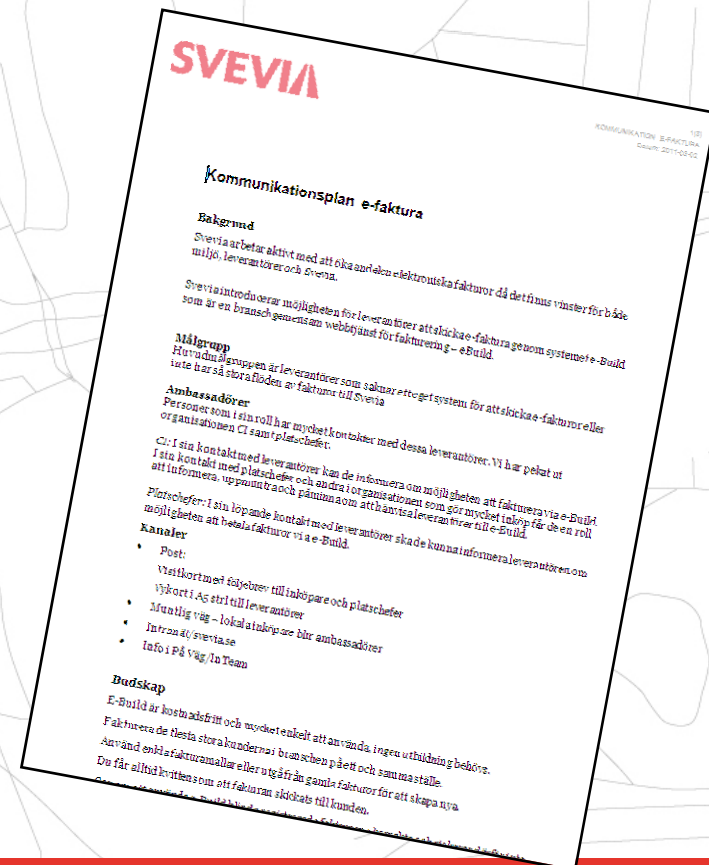 SVEVIA
1(2)
KOMMUNIKATION E-FAKTURA
Kommunikationsplan e-faktura
Bakgrund
Svevia arbetar aktivt med att öka andelen elektroniska fakturor då det finns vinster för både
miljö, leverantörer och Svevia.
Svevia introducerar möjligheten för leverantörer att skicka e-faktura genom systemet e-Build
som är en branschgemensam webbtjänst för fakturering – eBuild.
Målgrupp
Huvudmålgruppen är leverantörer som saknar ett eget system för att skicka e-fakturor eller
inte har så stora flöden av fakturor till Svevia
Ambassadörer
Personer som i sin roll har mycket kontakter med dessa leverantörer. Vi har pekat ut
organisationen CI samt platschefer.
CI: I sin kontakt med leverantörer kan de informera om möjligheten att fakturera via e-Build.
I sin kontakt med platschefer och andra i organisationen som gör mycket inköp får de en roll
att informera, uppmuntra och påminna om att hänvisa leverantörer till e-Build.
Platschefer: I sin löpande kontakt med leverantörer ska de kunna informera leverantören om
möjligheten att betala fakturor via e-Build.
Kanaler
• Post:
Visitkort med följebrev till inköpare och platschefer
Vykort i A5 strl till leverantörer
• Muntlig väg – lokala inköpare blir ambassadörer
• Intranät/svevia.se
• Info i På Väg/InTeam
Budskap
E-Build är kostnadsfritt och mycket enkelt att använda, ingen utbildning behövs.
Fakturera de flesta stora kunderna i branschen på ett och samma ställe.
Använd enkla fakturamallar eller utgå från gamla fakturor för att skapa nya.
Du får alltid kvitten som att fakturan skickats till kunden.